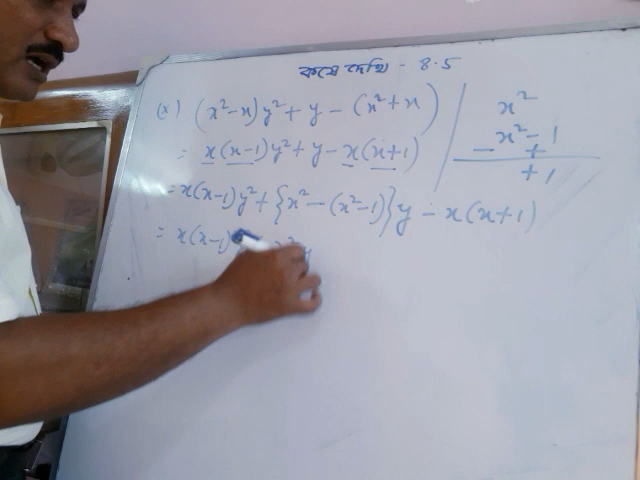 কষে দেখি - 8.5
(x) (x²-x)y² + y - (x²+x)
= x(x-1)y² + y - x(x+1)
= x(x-1)y² + {x² - (x²-1)}y - x(x+1)
= x(x-1) x²y
x²
x² - 1
- +
+1